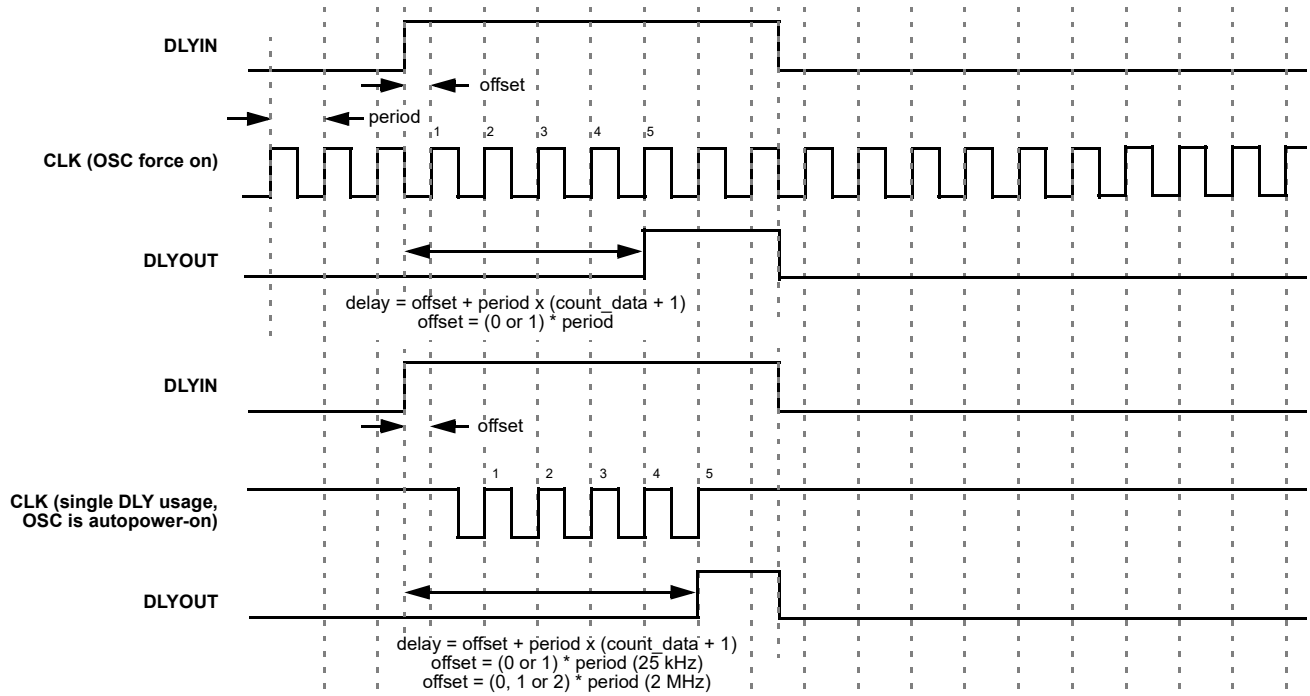 DLYIN
offset
period
1 2 3 4 5
CLK (OSC force on)
DLYOUT
delay = offset + period x (count_data + 1)
offset = (0 or 1) * period
DLYIN
offset
1 2 3 4 5
CLK (single DLY usage,
OSC is autopower-on)
DLYOUT
delay = offset + period x (count_data + 1)
offset = (0 or 1) * period (25 kHz)
offset = (0, 1 or 2) * period (2 MHz)